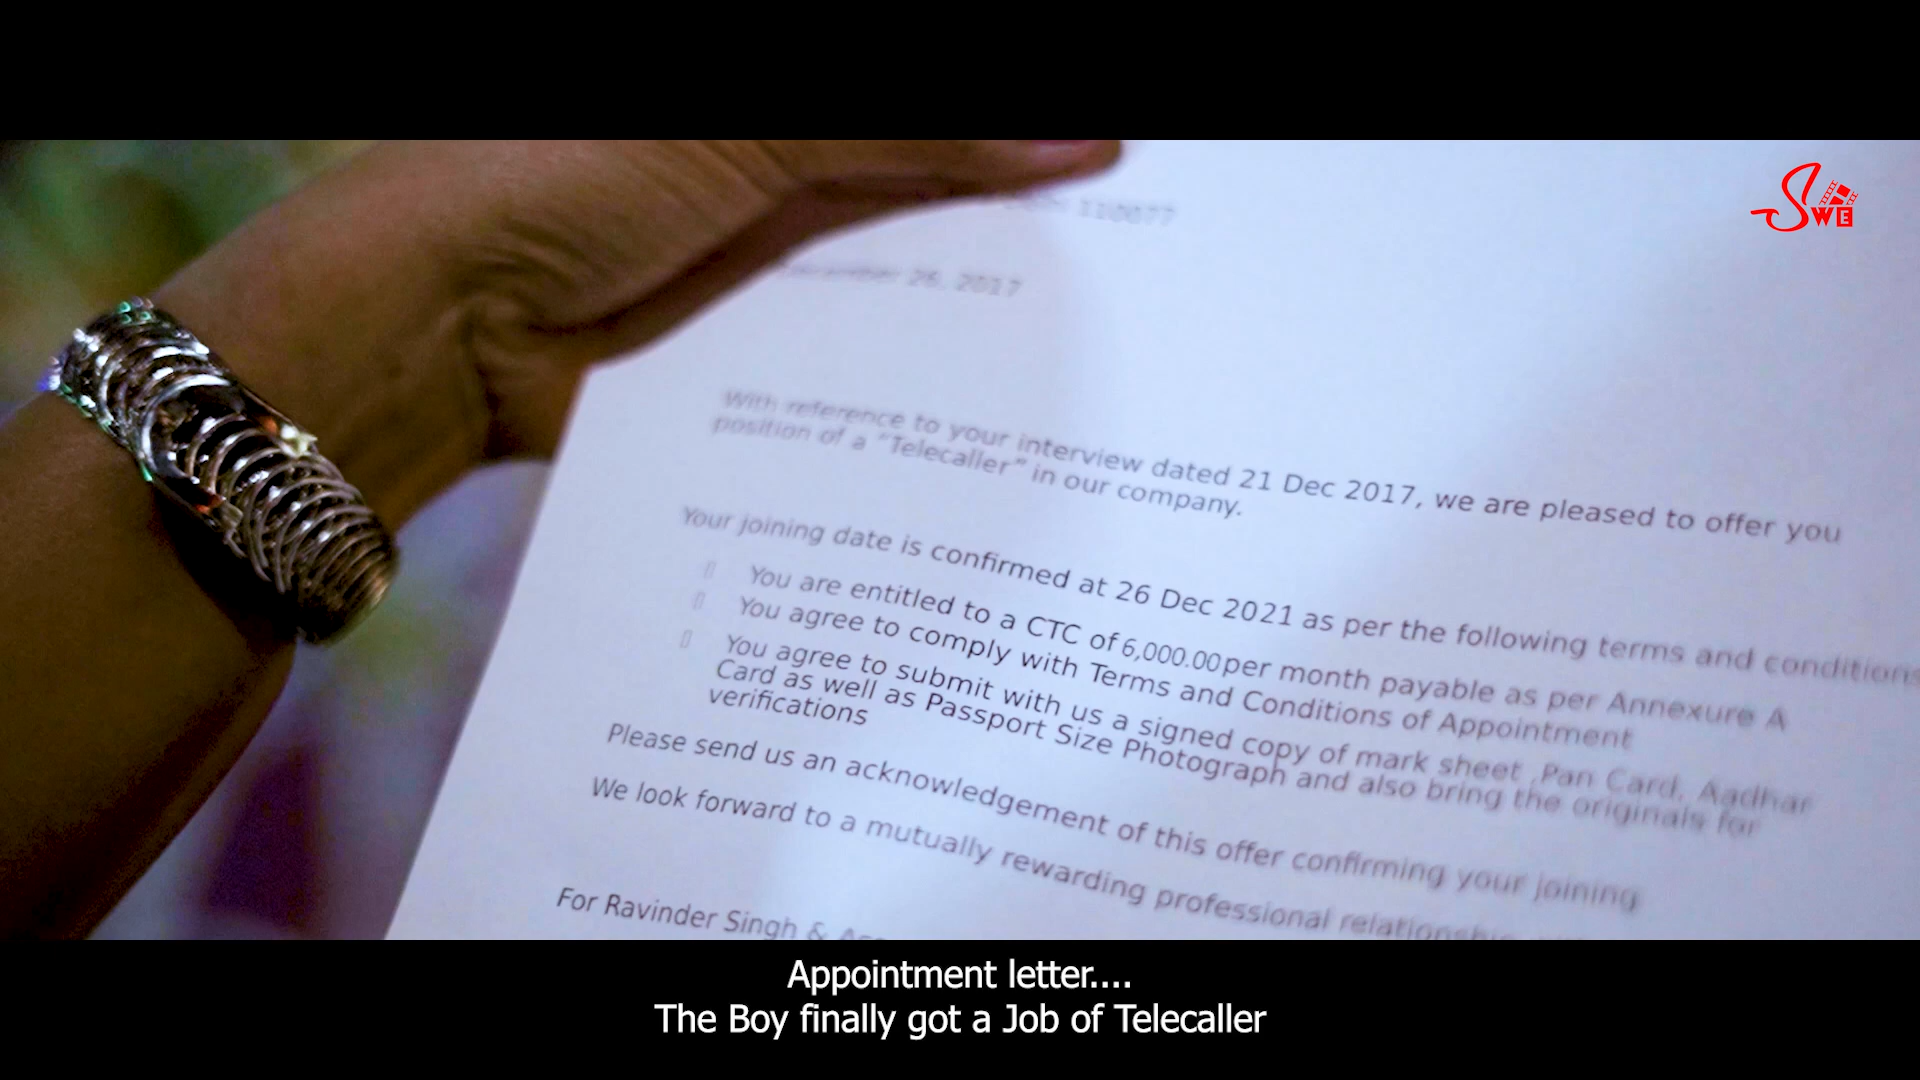 SWE
110077
26, 2017
With reference to your interview dated 21 Dec 2017, we are pleased to offer you
position of a "Telecaller" in our company.
Your joining date is confirmed at 26 Dec 2021 as per the following terms and conditions
You are entitled to a CTC of 6,000.00per month payable as per Annexure A
You agree to comply with Terms and Conditions of Appointment
You agree to submit with us a signed copy of mark sheet ,Pan Card, Aadhar
Card as well as Passport Size Photograph and also bring the originals for
verifications
Please send us an acknowledgement of this offer confirming your joining
We look forward to a mutually rewarding professional relationship
For Ravinder Singh &
Appointment letter....
The Boy finally got a Job of Telecaller